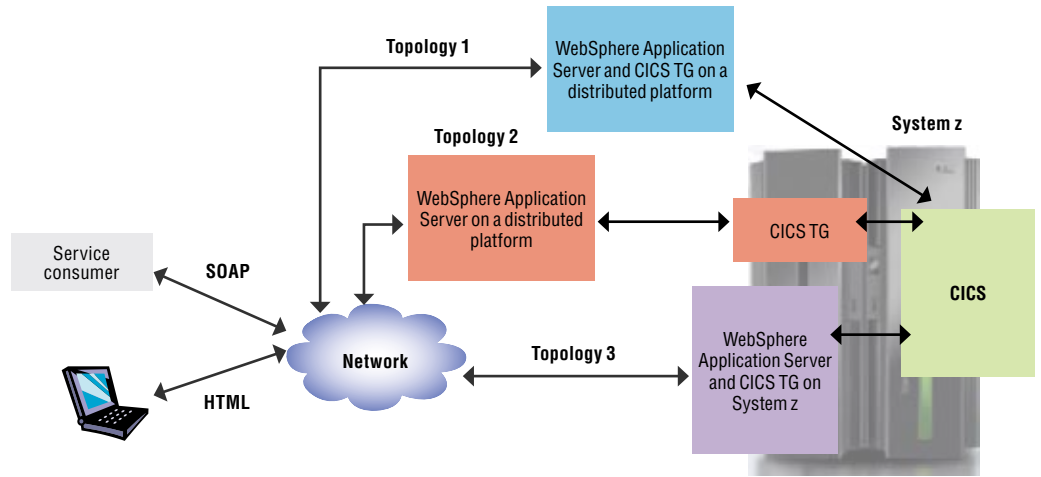 Topology 1
WebSphere Application
Server and CICS TG on a
distributed platform
System z
Topology 2
WebSphere Application
Server on a distributed
platform
CICS TG
Service
consumer
SOAP
CICS
Network
Topology 3
WebSphere
Application Server
and CICS TG on
System z
HTML